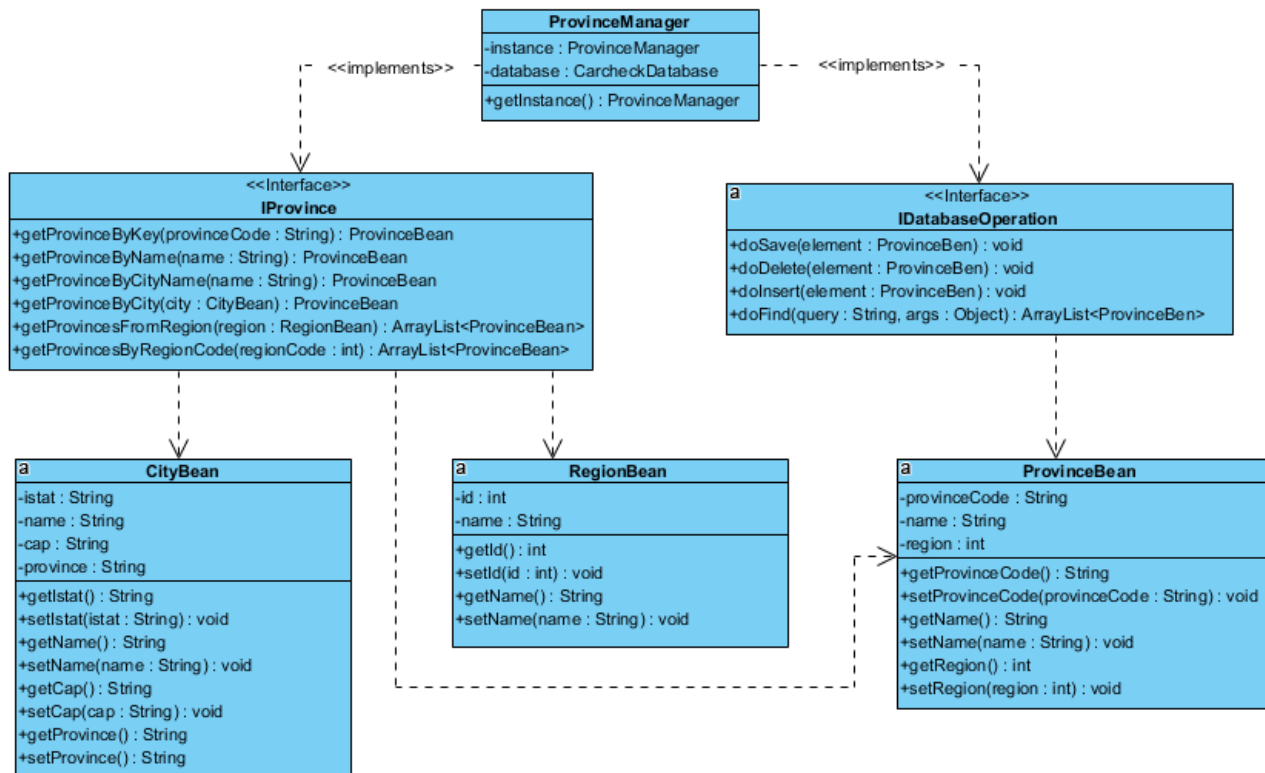 ProvinceManager
-instance : ProvinceManager
-database : CarcheckDatabase
+getInstance() : ProvinceManager
<<implements>>
<<implements>>
<<Interface>>
IProvince
+getProvinceByKey(provinceCode : String) : ProvinceBean
+getProvinceByName(name : String) : ProvinceBean
+getProvinceByCityName(name : String) : ProvinceBean
+getProvinceByCity(city : CityBean) : ProvinceBean
+getProvincesFromRegion(region : RegionBean) : ArrayList<ProvinceBean>
+getProvincesByRegionCode(regionCode : int) : ArrayList<ProvinceBean>
a
<<Interface>>
IDatabaseOperation
+doSave(element : ProvinceBen) : void
+doDelete(element : ProvinceBen) : void
+doInsert(element : ProvinceBen) : void
+doFind(query : String, args : Object) : ArrayList<ProvinceBen>
a
CityBean
-istat : String
-name : String
-cap : String
-province : String
+getIstat() : String
+setIstat(istat : String) : void
+getName() : String
+setName(name : String) : void
+getCap() : String
+setCap(cap : String) : void
+getProvince() : String
+setProvince() : String
a
RegionBean
-id : int
-name : String
+getId() : int
+setId(id : int) : void
+getName() : String
+setName(name : String) : void
a
ProvinceBean
-provinceCode : String
-name : String
-region : int
+getProvinceCode() : String
+setProvinceCode(provinceCode : String) : void
+getName() : String
+setName(name : String) : void
+getRegion() : int
+setRegion(region : int) : void